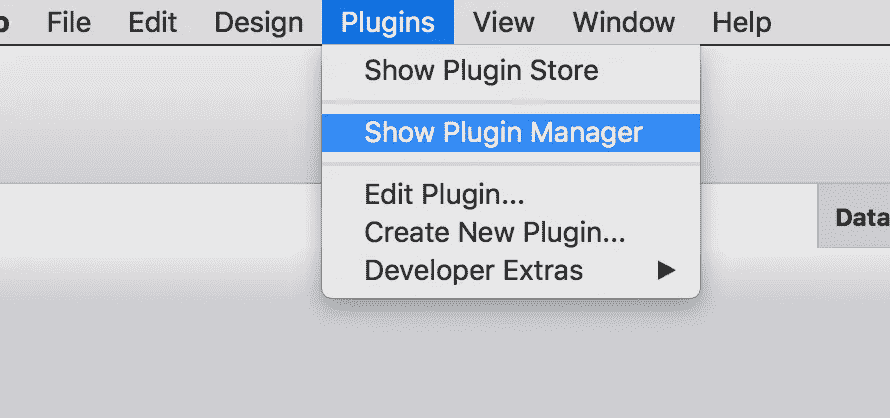 File Edit Design Plugins View Window Help
Show Plugin Store
Show Plugin Manager
Edit Plugin...
Create New Plugin...
Developer Extras
Data